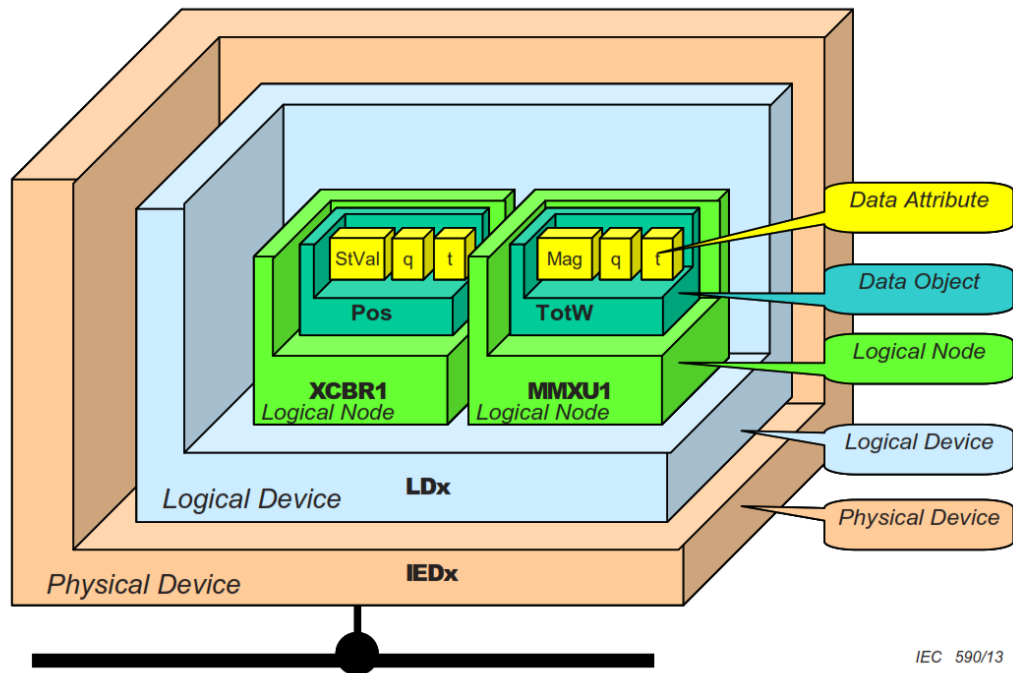 Data Attribute
StVal q t
Mag q t
Data Object
Pos
TotW
Logical Node
XCBR1
Logical Node
MMXU1
Logical Node
Logical Device
LDx
Logical Device
Physical Device
IEDx
Physical Device
IEC 590/13